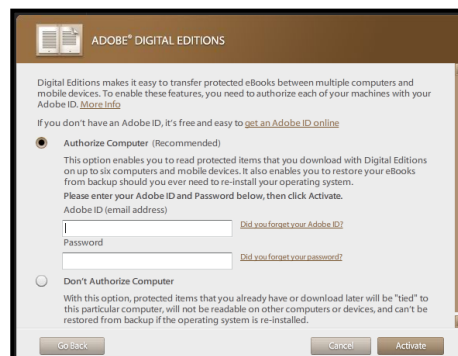 ADOBE® DIGITAL EDITIONS
Digital Editions makes it easy to transfer protected eBooks between multiple computers and
mobile devices. To enable these features, you need to authorize each of your machines with your
Adobe ID. More Info
If you don't have an Adobe ID, it's free and easy to get an Adobe ID online
Authorize Computer (Recommended)
This option enables you to read protected items that you download with Digital Editions
on up to six computers and mobile devices. It also enables you to restore your eBooks
from backup should you ever need to re-install your operating system.
Please enter your Adobe ID and Password below, then click Activate.
Adobe ID (email address)
Did you forget your Adobe ID?
Password
Did you forget your password?
Don't Authorize Computer
With this option, protected items that you already have or download later will be "tied" to
this particular computer, will not be readable on other computers or devices, and can't be
restored from backup if the operating system is re-installed.
Go Back
Cancel
Activate